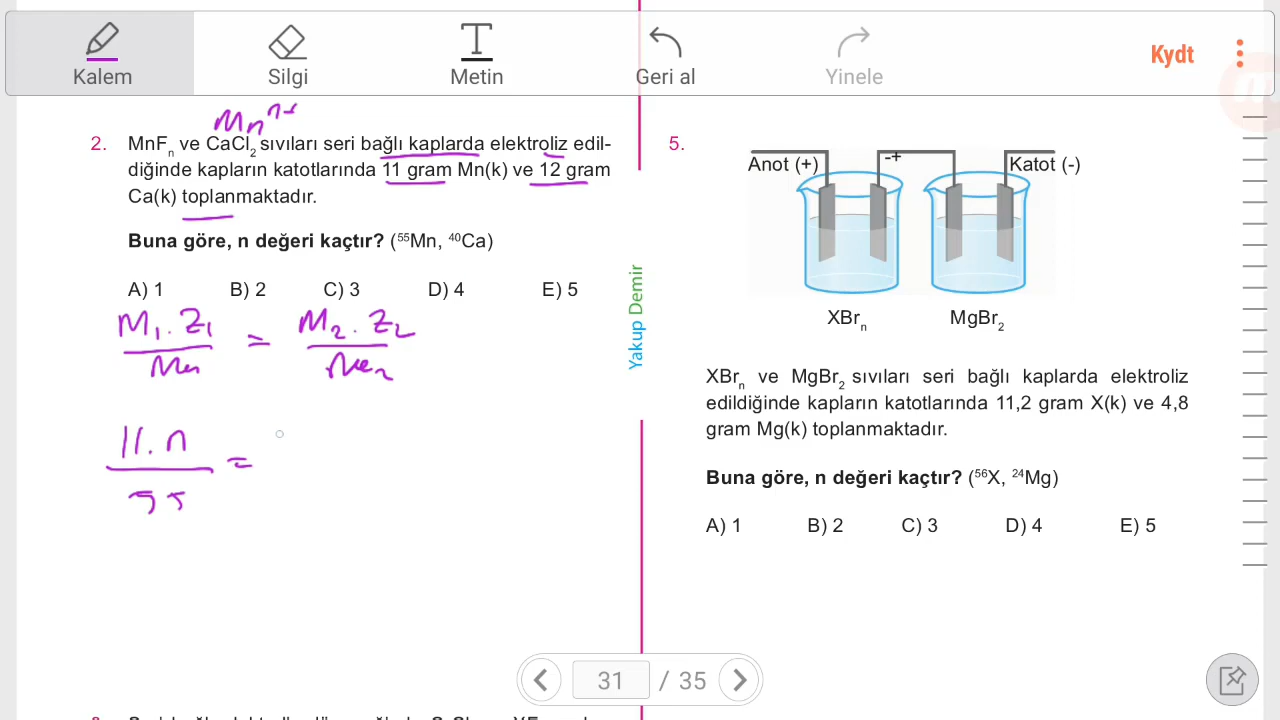 Kalem
Silgi
Metin
Geri al
Yinele
Kydt
Mn n+
2. MnFn ve CaCl2 sıvıları seri bağlı kaplarda elektroliz edil-
diğinde kapların katotlarında 11 gram Mn(k) ve 12 gram
Ca(k) toplanmaktadır.
Buna göre, n değeri kaçtır? (55Mn, 40Ca)
A) 1 B) 2 C) 3 D) 4 E) 5
M1 . Z1 = M2 . Z2
11 . n =
55
Yakup Demir
5.
Anot (+) -+ Katot (-)
XBrn MgBr2
XBrn ve MgBr2 sıvıları seri bağlı kaplarda elektroliz
edildiğinde kapların katotlarında 11,2 gram X(k) ve 4,8
gram Mg(k) toplanmaktadır.
Buna göre, n değeri kaçtır? (56X, 24Mg)
A) 1 B) 2 C) 3 D) 4 E) 5
31 / 35